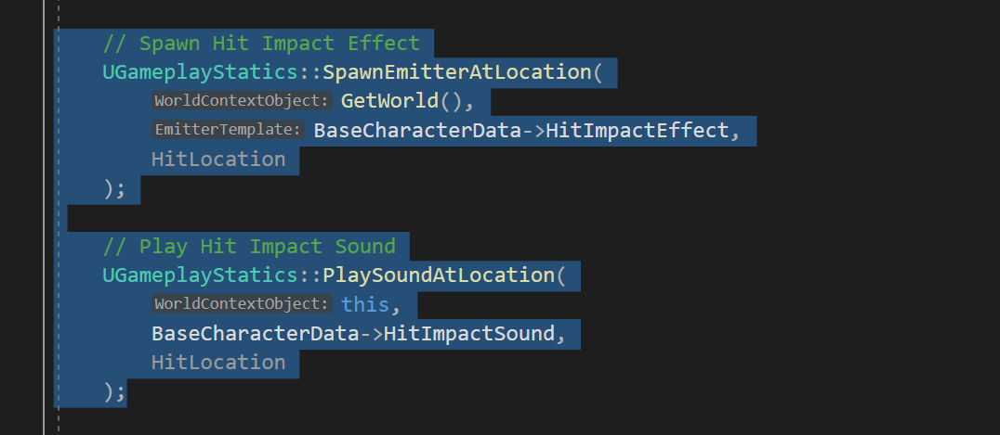 // Spawn Hit Impact Effect
UGameplayStatics::SpawnEmitterAtLocation(
WorldContextObject: GetWorld(),
EmitterTemplate: BaseCharacterData->HitImpactEffect,
HitLocation
);
// Play Hit Impact Sound
UGameplayStatics::PlaySoundAtLocation(
WorldContextObject: this,
BaseCharacterData->HitImpactSound,
HitLocation
);